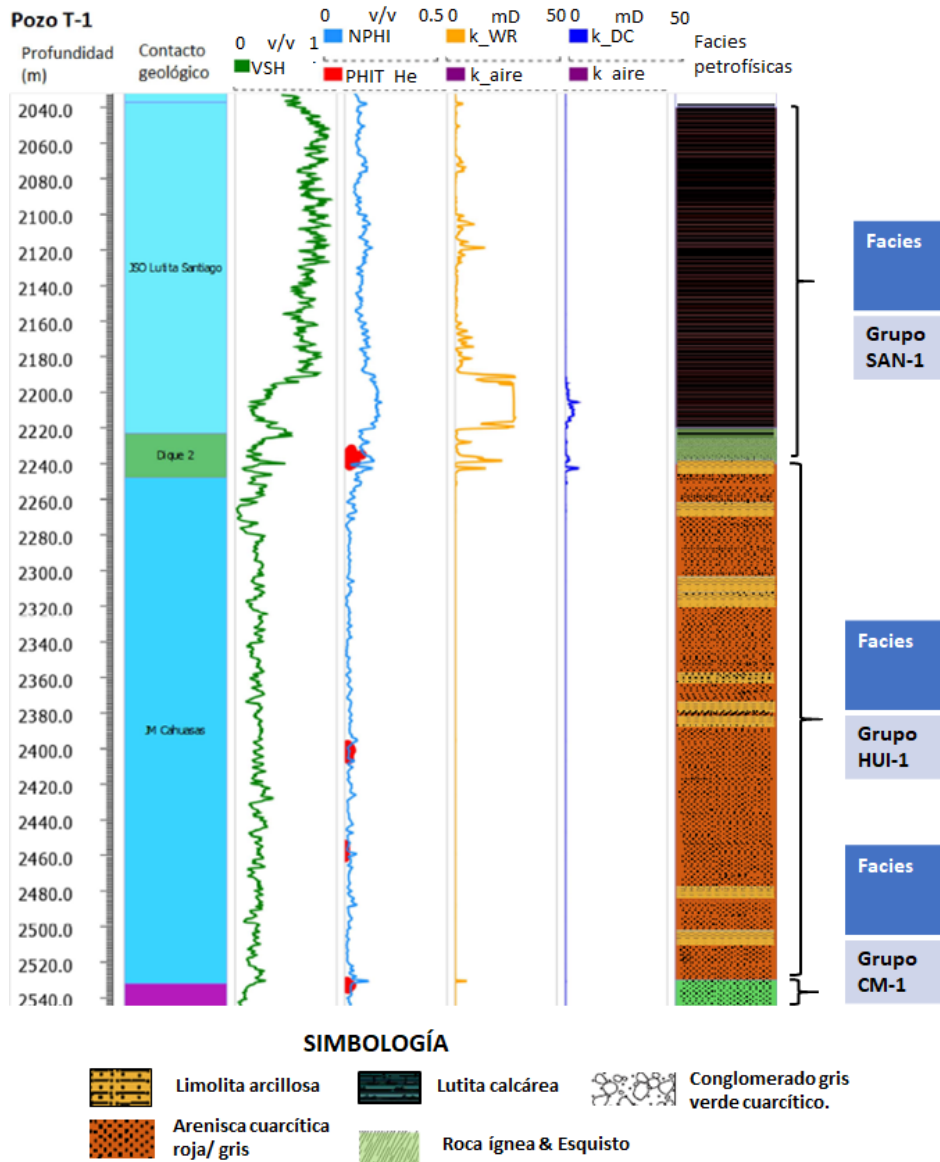 Pozo T-1
0 v/v 0.5 0 mD 50 0 mD 50
Profundidad (m)
Contacto geológico
0 v/v 1
VSH
NPHI
PHIT He
k_WR
k_aire
k_DC
k aire
Facies petrofísicas
2040.0
2060.0
2080.0
2100.0
2120.0
2140.0
2160.0
2180.0
2200.0
2220.0
2240.0
2260.0
2280.0
2300.0
2320.0
2340.0
2360.0
2380.0
2400.0
2420.0
2440.0
2460.0
2480.0
2500.0
2520.0
2540.0
JSO Lutita Santiago
Dique 2
JM Cahuasas
Facies
Grupo
SAN-1
Facies
Grupo
HUI-1
Facies
Grupo
CM-1
SIMBOLOGÍA
Limolita arcillosa
Lutita calcárea
Conglomerado gris
verde cuarcítico.
Arenisca cuarcítica
roja/ gris
Roca ígnea & Esquisto